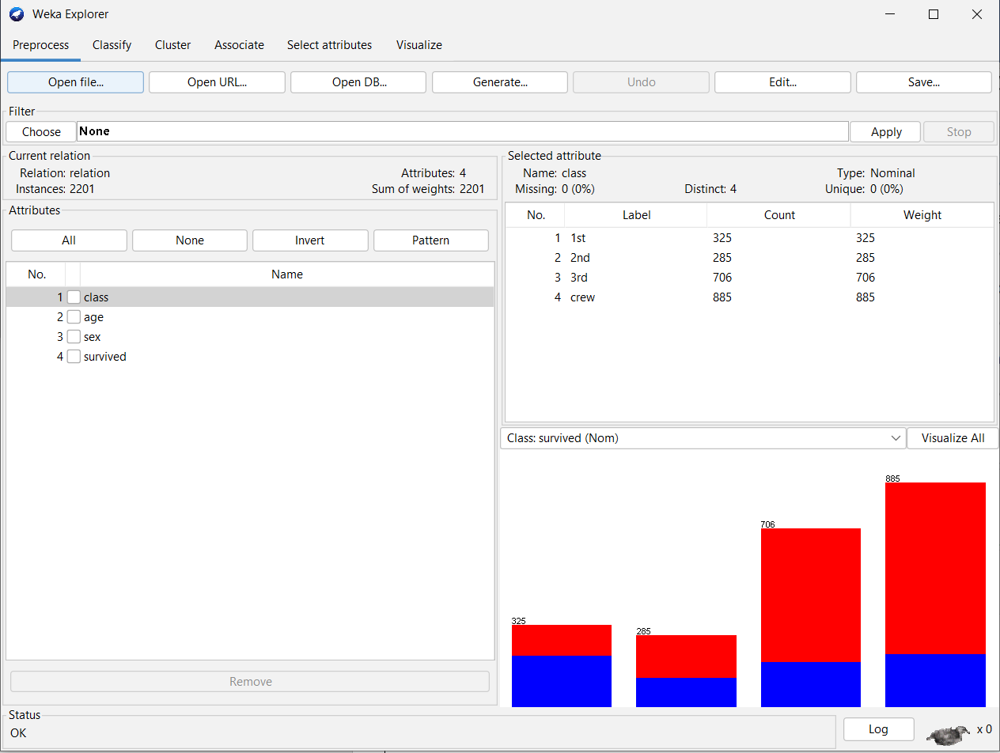 Weka Explorer
Preprocess Classify Cluster Associate Select attributes Visualize
Open file... Open URL... Open DB... Generate... Undo Edit... Save...
Filter
Choose None Apply Stop
Current relation
Relation: relation Attributes: 4
Instances: 2201 Sum of weights: 2201
Attributes
All None Invert Pattern
No. Name
1 class
2 age
3 sex
4 survived
Remove
Selected attribute
Name: class Type: Nominal
Missing: 0 (0%) Distinct: 4 Unique: 0 (0%)
No. Label Count Weight
1 1st 325 325
2 2nd 285 285
3 3rd 706 706
4 crew 885 885
Class: survived (Nom) Visualize All
325 285 706 885
Status
OK Log x 0